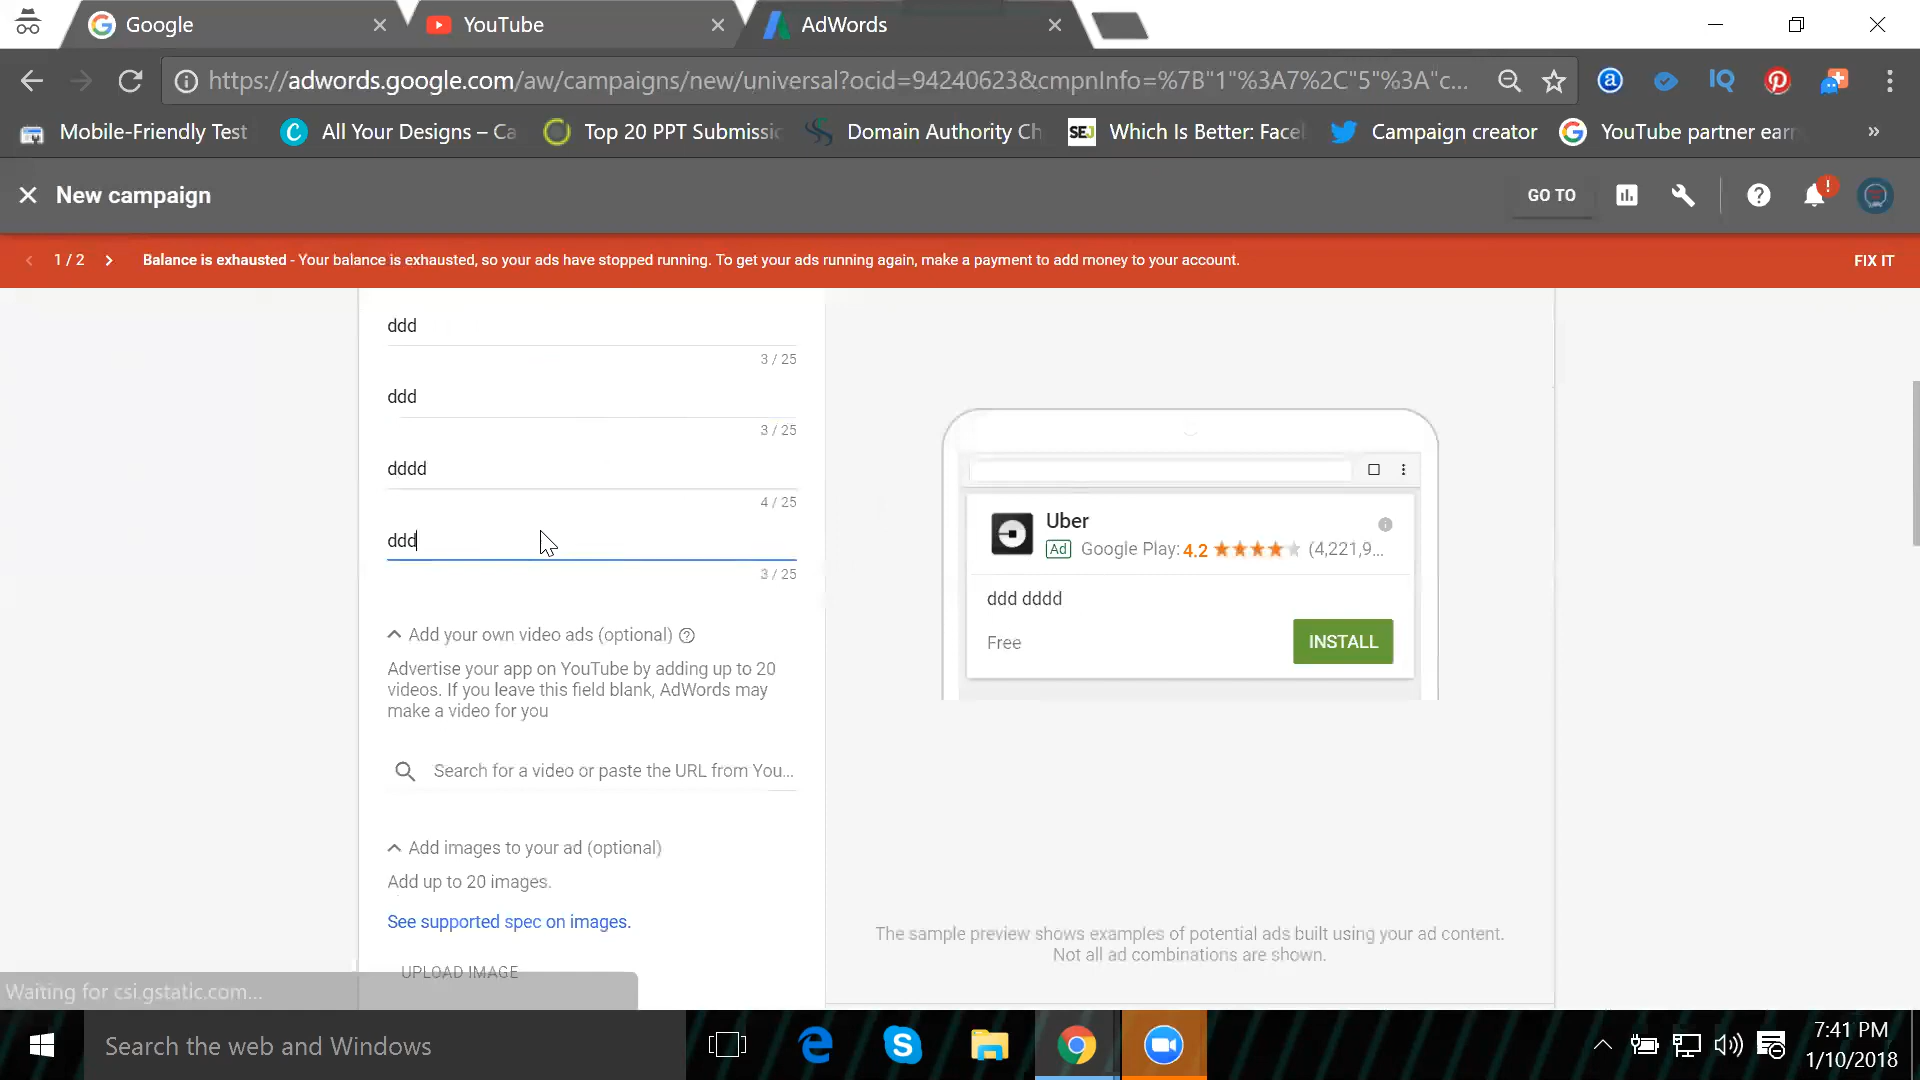 Google
YouTube
AdWords
https://adwords.google.com/aw/campaigns/new/universal?ocid=94240623&cmpnInfo=%7B"1"%3A7%2C"5"%3A"c...
Mobile-Friendly Test
All Your Designs – Ca
Top 20 PPT Submissic
Domain Authority Ch
Which Is Better: Facel
Campaign creator
YouTube partner earn
»
New campaign
GO TO
1 / 2
Balance is exhausted - Your balance is exhausted, so your ads have stopped running. To get your ads running again, make a payment to add money to your account.
FIX IT
ddd
3 / 25
ddd
3 / 25
dddd
4 / 25
ddd
3 / 25
Add your own video ads (optional)
Advertise your app on YouTube by adding up to 20
videos. If you leave this field blank, AdWords may
make a video for you
Search for a video or paste the URL from You...
Add images to your ad (optional)
Add up to 20 images.
See supported spec on images.
UPLOAD IMAGE
Uber
Ad Google Play: 4.2 (4,221,9...
ddd dddd
Free
INSTALL
The sample preview shows examples of potential ads built using your ad content.
Not all ad combinations are shown.
Waiting for csi.gstatic.com...
Search the web and Windows
7:41 PM
1/10/2018